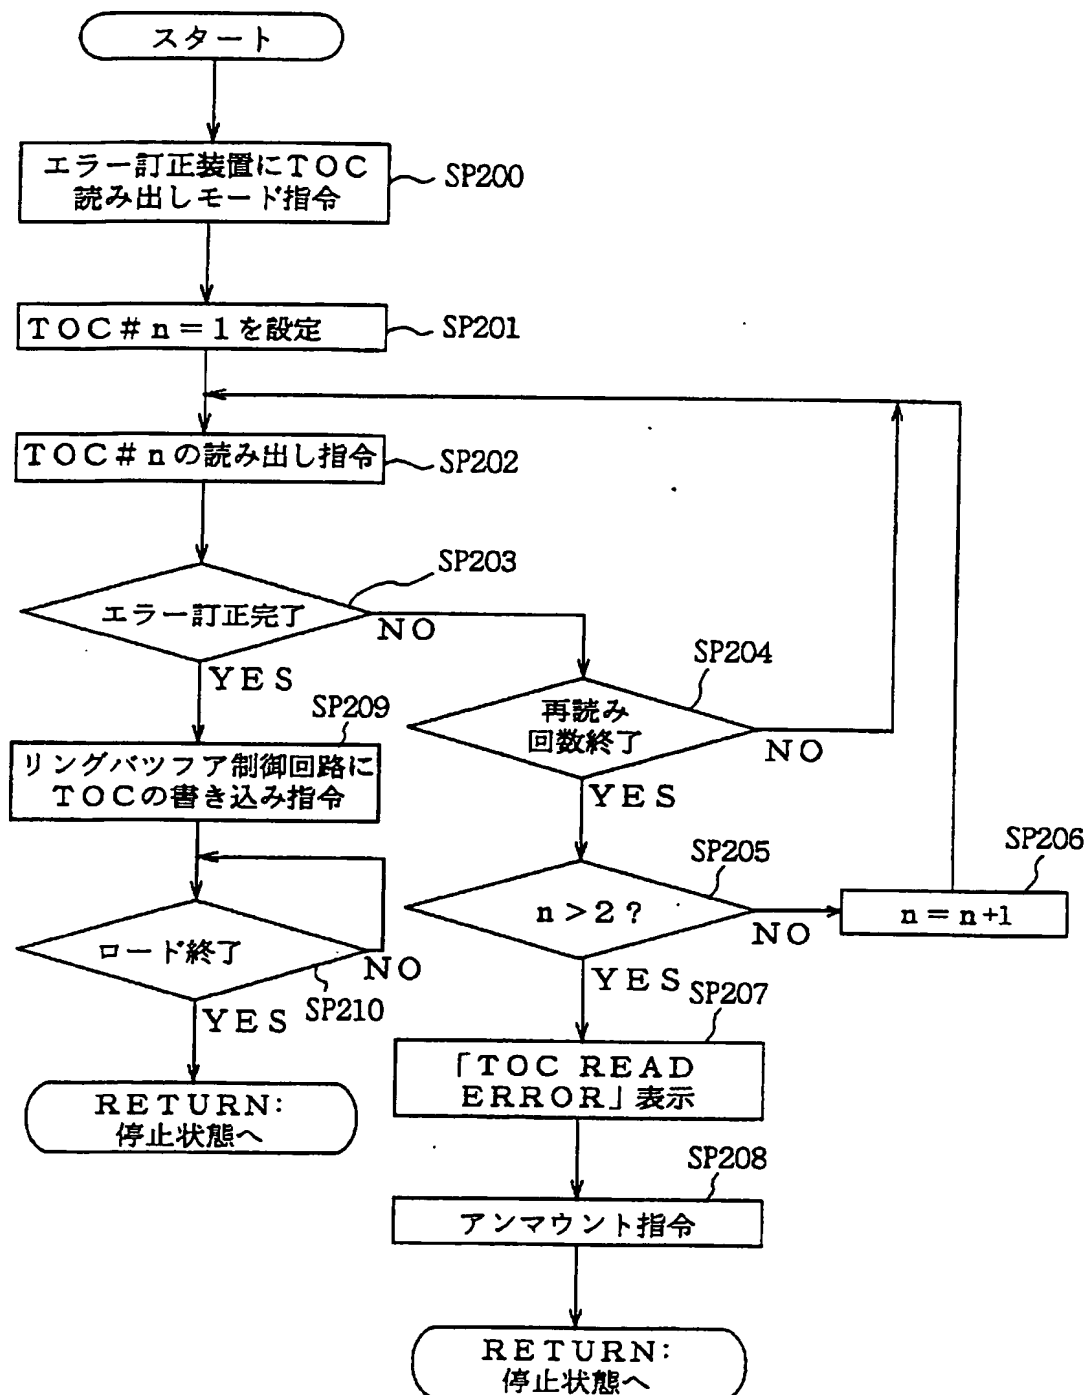 スタート
エラー訂正装置にTOC
読み出しモード指令
SP200
TOC#n=1を設定
SP201
TOC#nの読み出し指令
SP202
SP203
エラー訂正完了
NO
YES
SP204
再読み
回数終了
NO
YES
SP209
リングバツフア制御回路に
TOCの書き込み指令
SP205
n>2?
NO
YES
SP206
n=n+1
ロード終了
NO
YES
SP210
SP207
「TOC READ
ERROR」表示
RETURN:
停止状態へ
SP208
アンマウント指令
RETURN:
停止状態へ